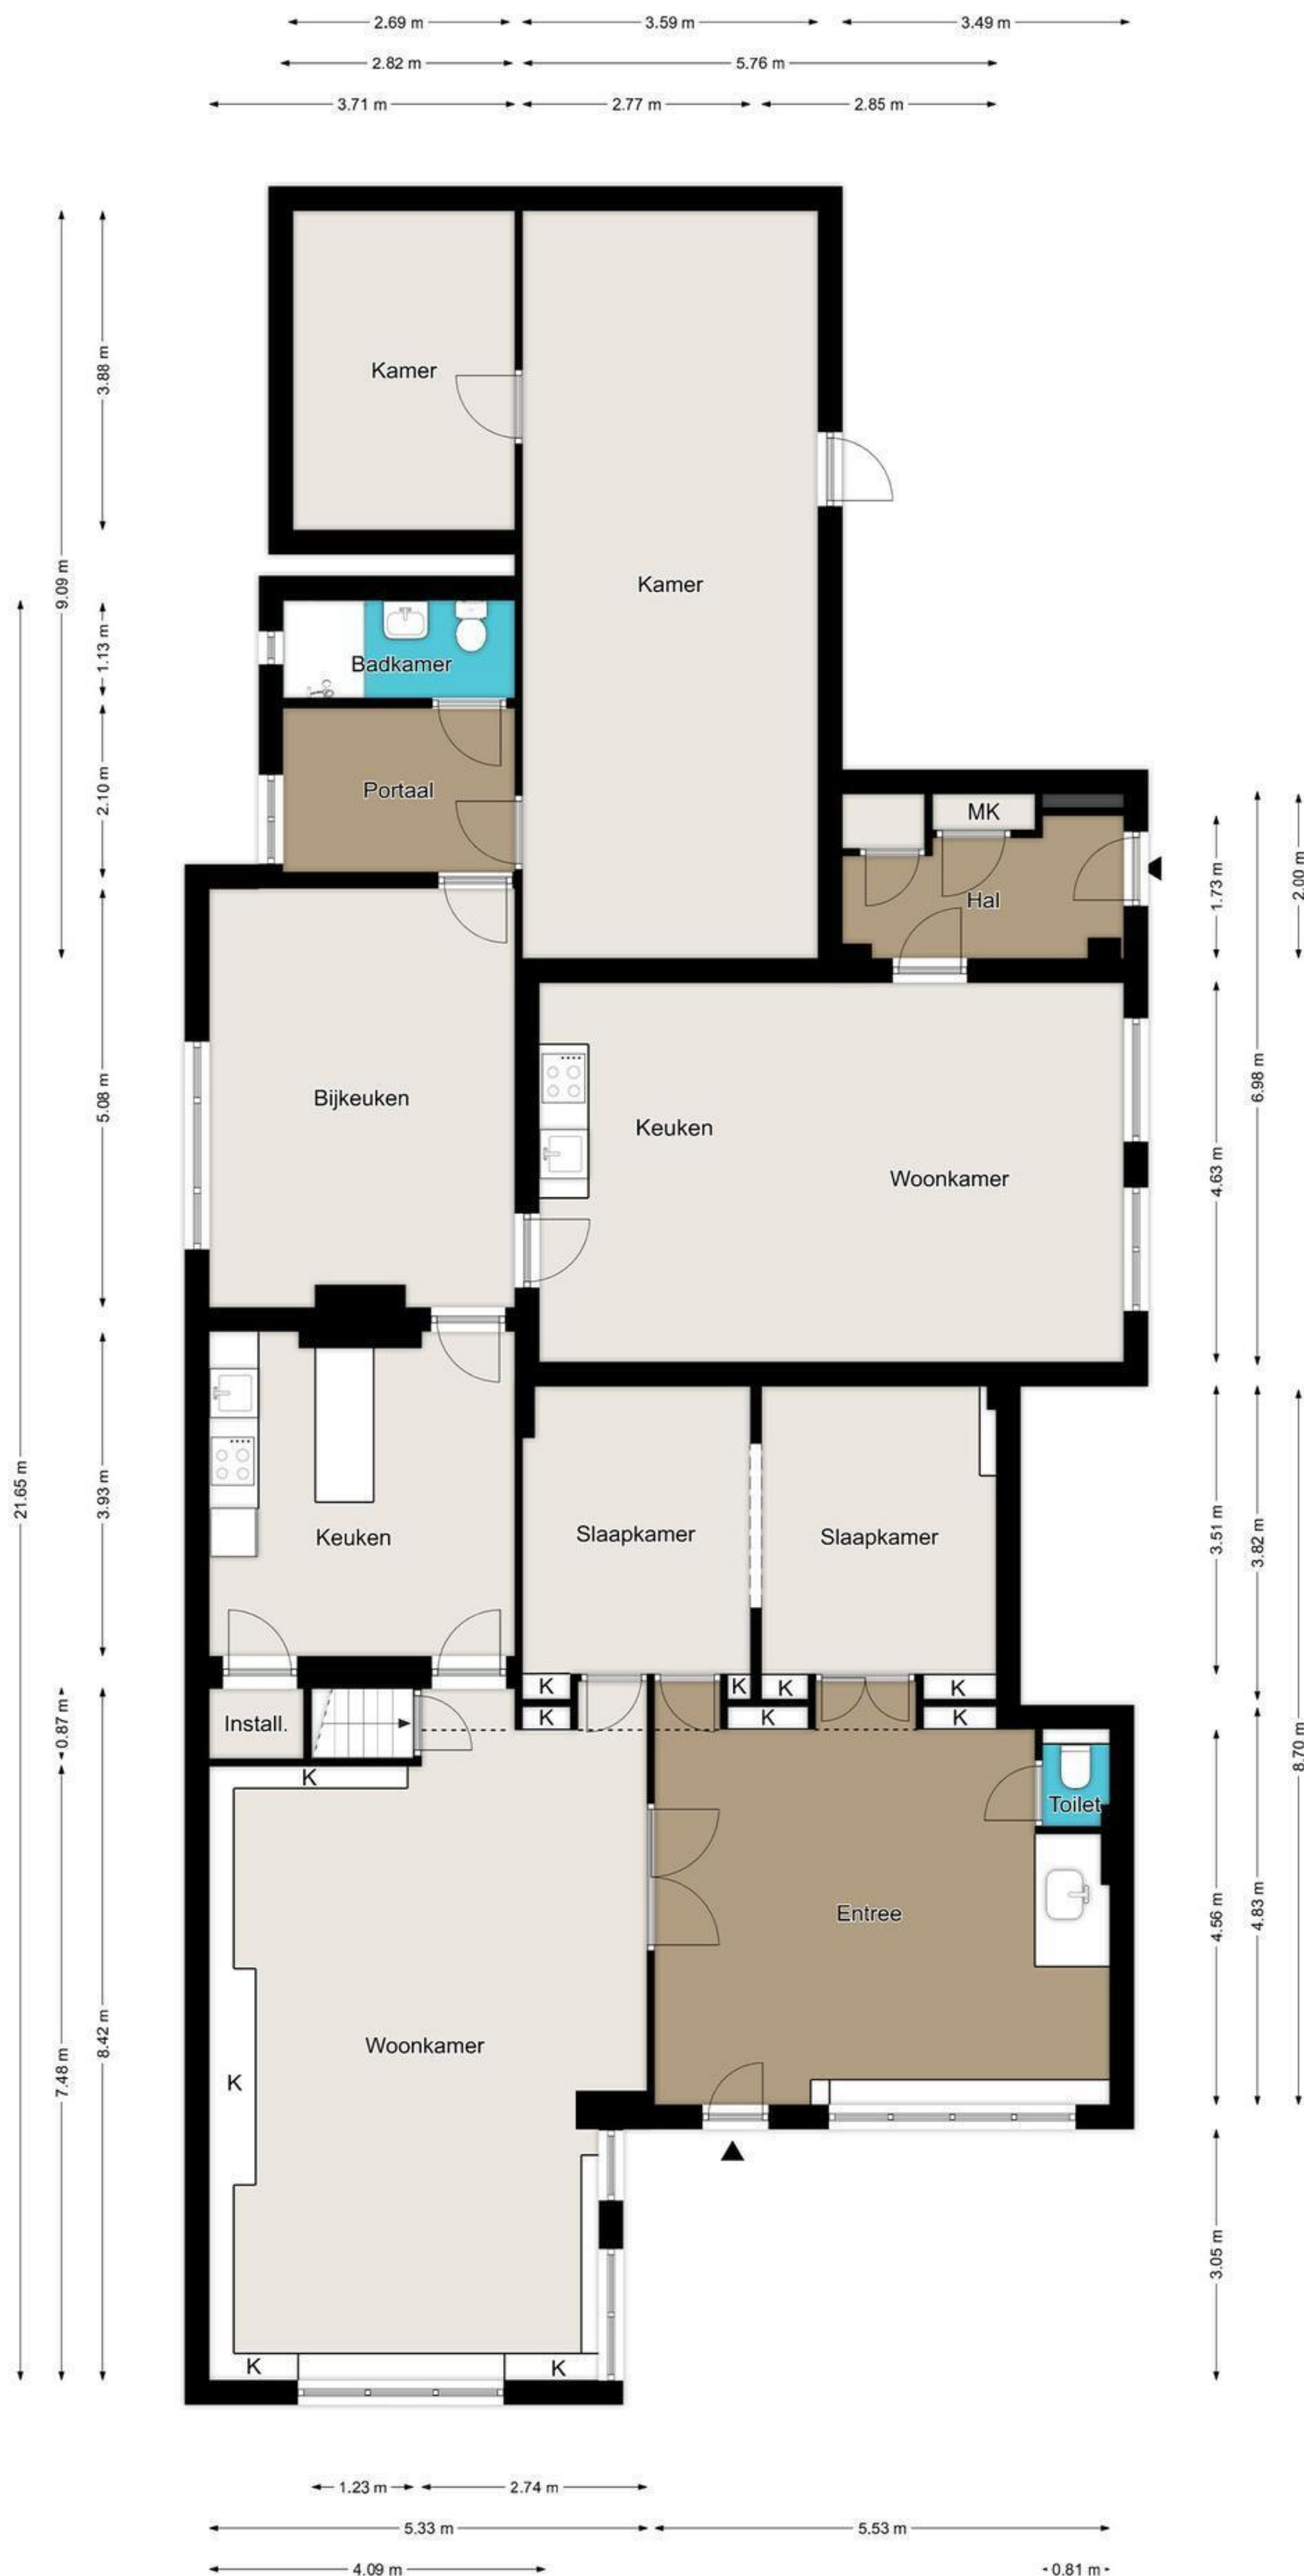 2.69 m 3.59 m 3.49 m
2.82 m 5.76 m
3.71 m 2.77 m 2.85 m
Kamer
3.88 m
9.09 m
Kamer
1.13 m
Badkamer
2.10 m
Portaal
MK
Hal
1.73 m
2.00 m
Bijkeuken
5.08 m
Keuken
Woonkamer
6.98 m
4.63 m
21.65 m
3.93 m
Keuken
Slaapkamer
Slaapkamer
3.51 m
3.82 m
K K K K
K K K
Install.
0.87 m
K
8.70 m
Toilet
Entree
4.56 m
4.83 m
Woonkamer
8.42 m
7.48 m
K
3.05 m
K K
1.23 m 2.74 m
5.33 m 5.53 m
4.09 m 0.81 m